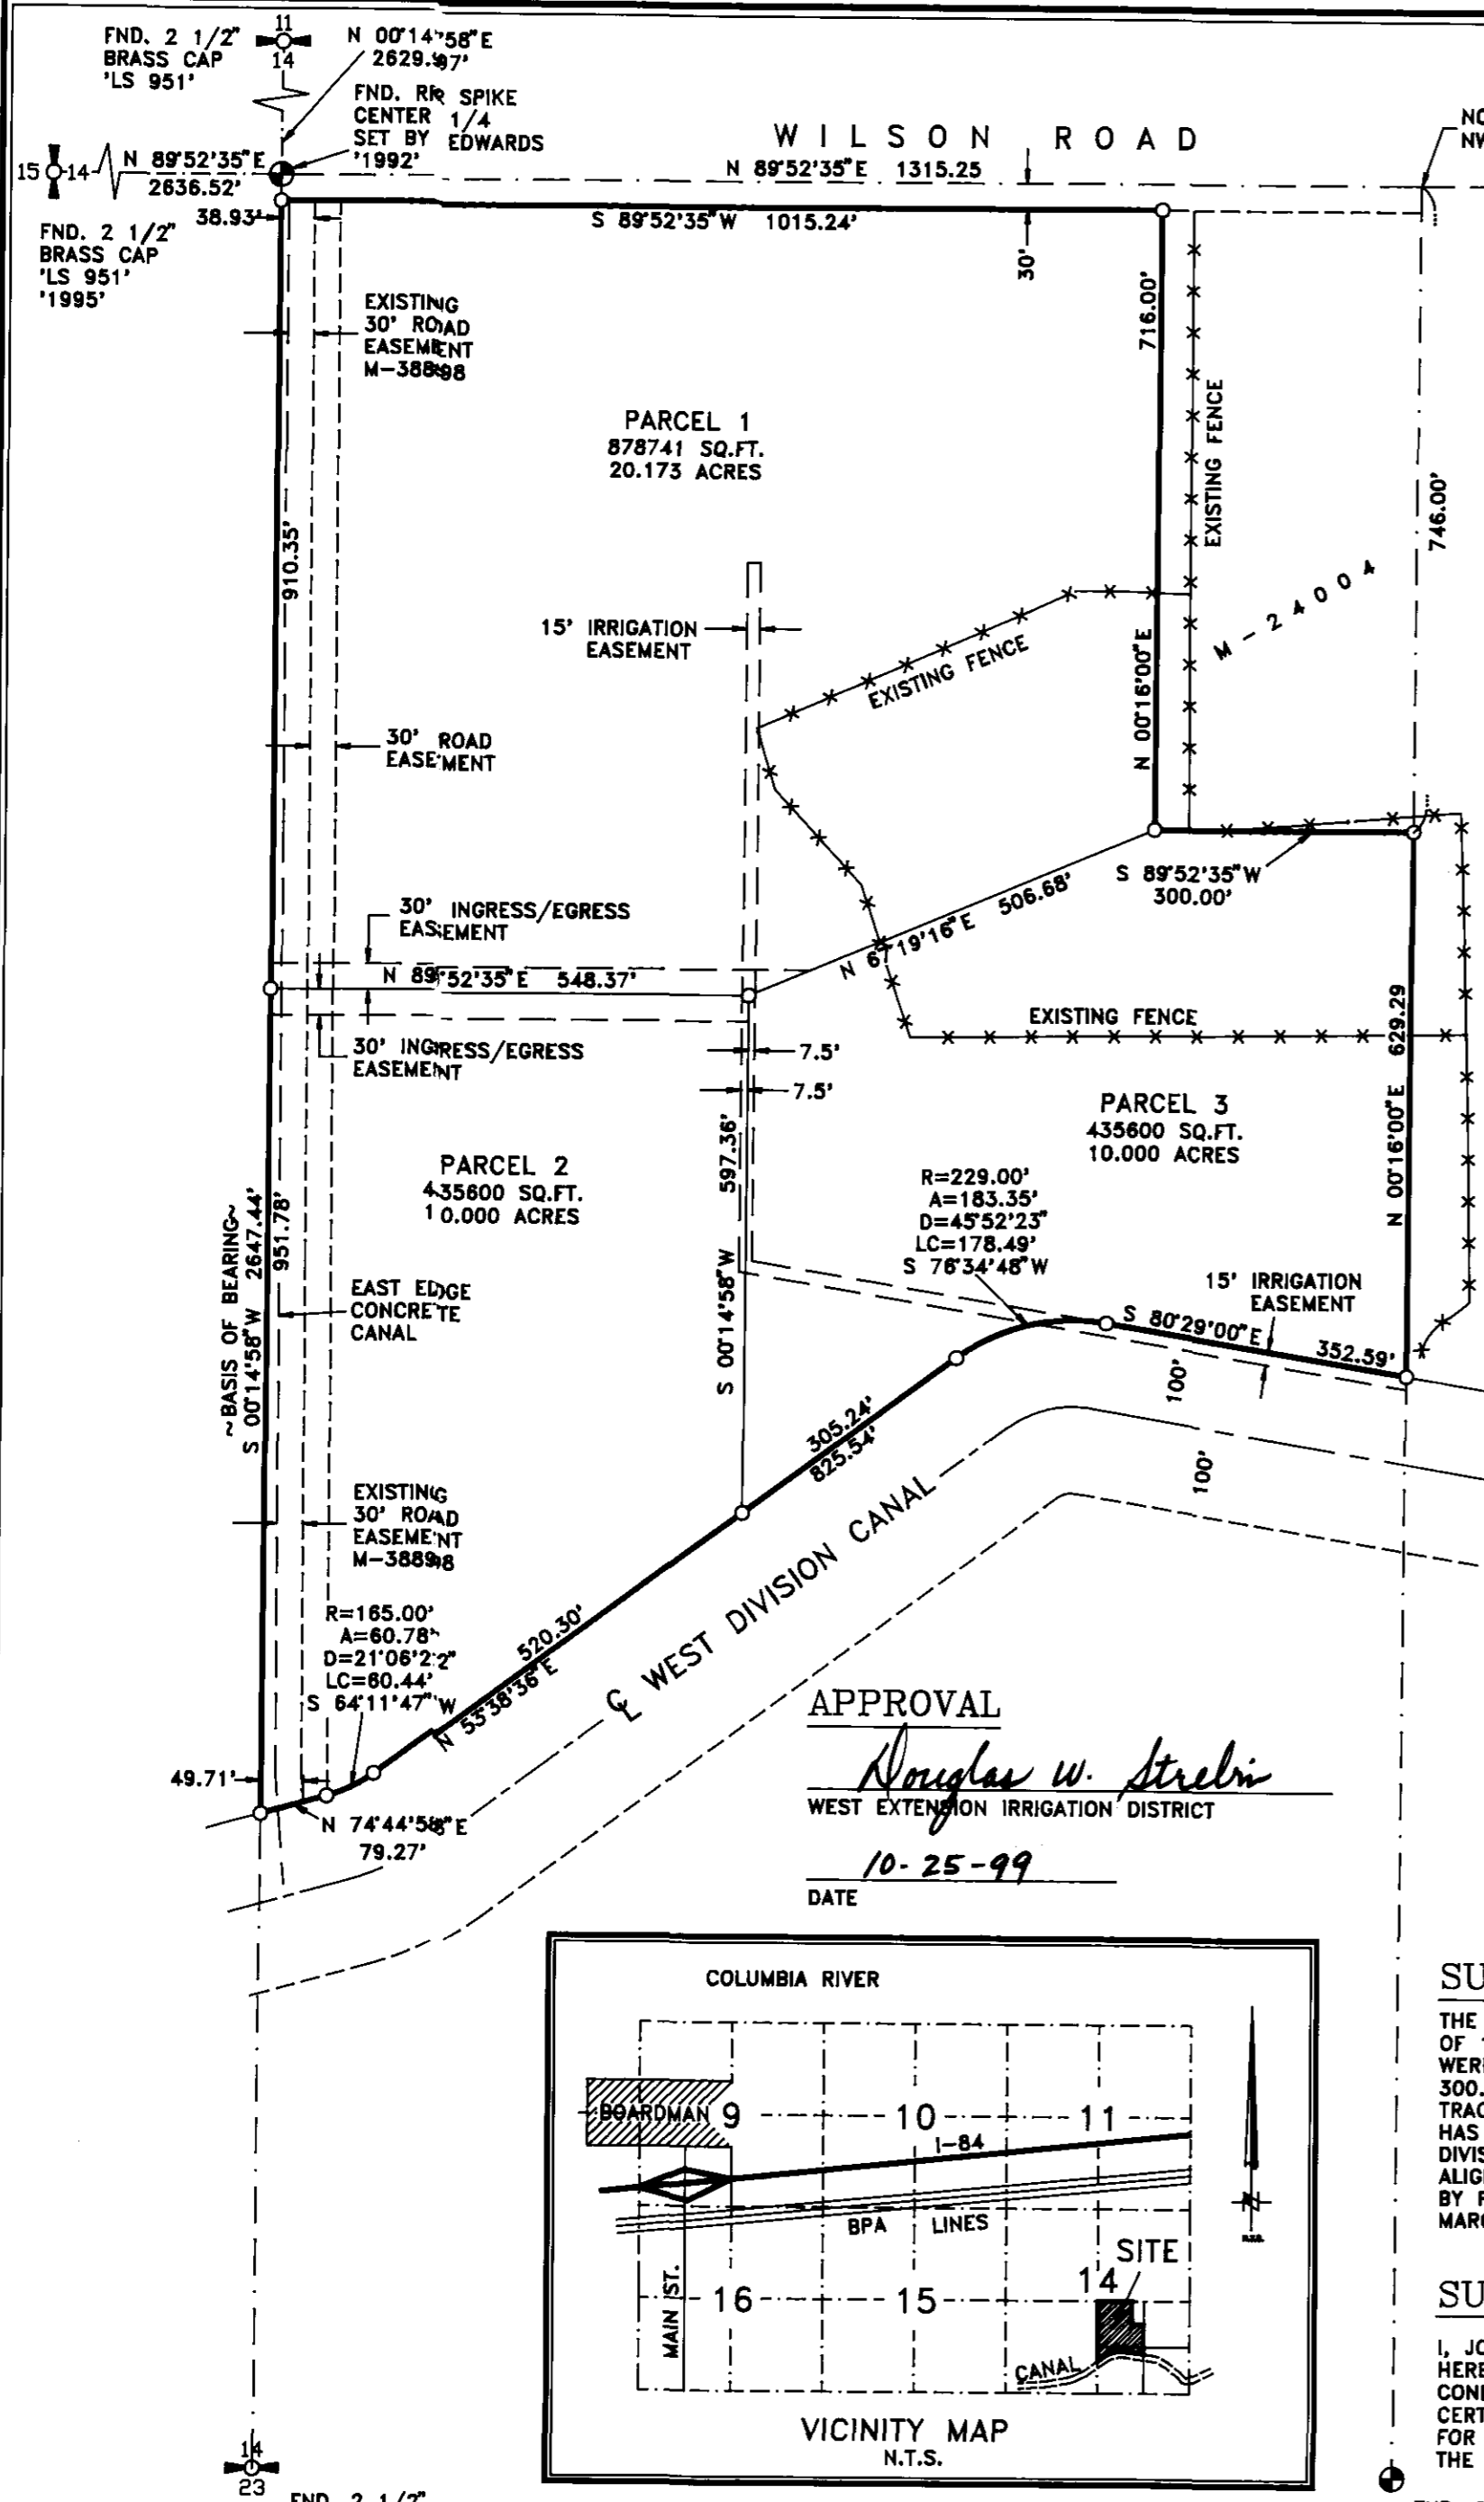 FND. 2 1/2"
BRASS CAP
'LS 951'
11
14
N 00°14'58"E
2629.97'
FND. RR SPIKE
CENTER 1/4
SET BY EDWARDS
'1992'
WILSON ROAD
15
14
N 89°52'35"E
2636.52'
N 89°52'35"E 1315.25
38.93'
S 89°52'35"W 1015.24'
30'
FND. 2 1/2"
BRASS CAP
'LS 951'
'1995'
EXISTING
30' ROAD
EASEMENT
M-38898
716.00'
EXISTING FENCE
PARCEL 1
878741 SQ.FT.
20.173 ACRES
746.00'
910.35'
M-24004
15' IRRIGATION
EASEMENT
EXISTING FENCE
N 00°16'00"E
30' ROAD
EASEMENT
S 89°52'35"W
300.00'
30' INGRESS/EGRESS
EASEMENT
N 67°19'16"E 506.68'
N 89°52'35"E 548.37'
EXISTING FENCE
30' INGRESS/EGRESS
EASEMENT
7.5'
7.5'
N 00°16'00"E 629.29
PARCEL 3
435600 SQ.FT.
10.000 ACRES
PARCEL 2
435600 SQ.FT.
10.000 ACRES
S 00°14'58"W 597.36'
R=229.00'
A=183.35'
D=45°52'23"
LC=178.49'
S 76°34'48"W
~BASIS OF BEARING~
S 00°14'58"W 2647.44'
951.78'
EAST EDGE
CONCRETE
CANAL
15' IRRIGATION
EASEMENT
S 80°29'00"E
352.59'
100'
100'
305.24'
825.54'
EXISTING
30' ROAD
EASEMENT
M-38898
WEST DIVISION CANAL
R=165.00'
A=60.78'
D=21°06'22"
LC=60.44'
S 64°11'47"W
520.30'
N 53°38'36"E
49.71'
N 74°44'58"E
79.27'
APPROVAL
Douglas W. Strebin
WEST EXTENSION IRRIGATION DISTRICT
10-25-99
DATE
COLUMBIA RIVER
BOARDMAN
9
10
11
I-84
BPA LINES
SITE
MAIN ST.
16
15
14
CANAL
VICINITY MAP
N.T.S.
THE
OF
300.
BY
I,
FOR
THE
14
23
FND. 2 1/2"